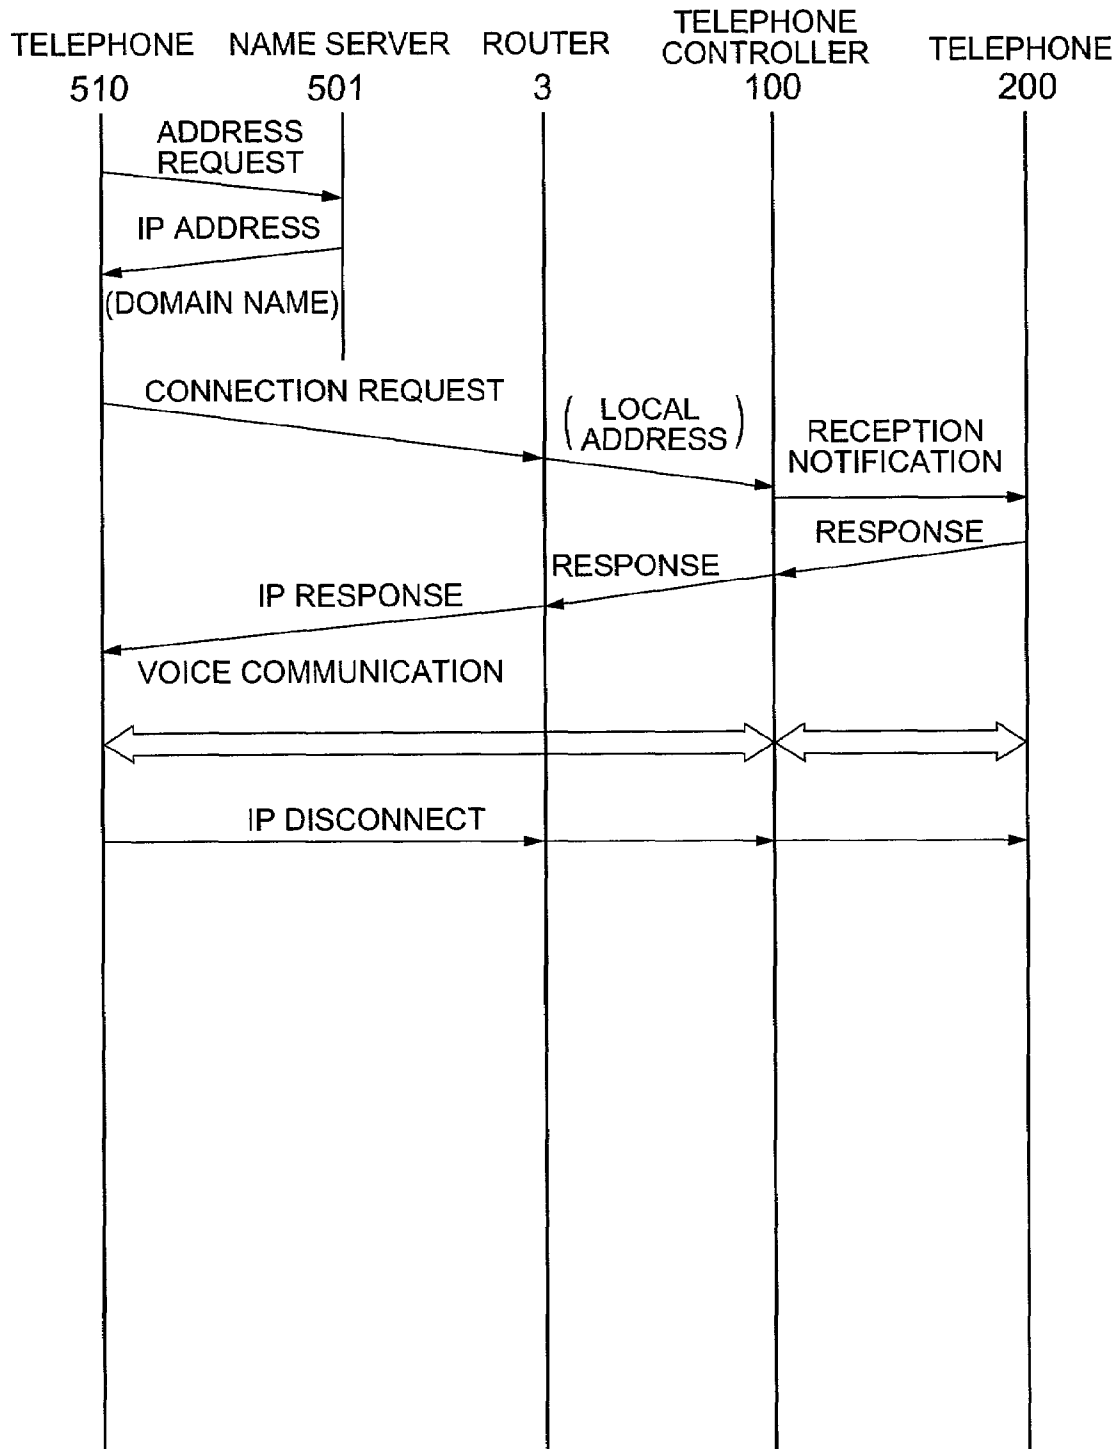 TELEPHONE
510
NAME SERVER
501
ROUTER
3
TELEPHONE
CONTROLLER
100
TELEPHONE
200
ADDRESS
REQUEST
IP ADDRESS
(DOMAIN NAME)
CONNECTION REQUEST
( LOCAL
ADDRESS )
RECEPTION
NOTIFICATION
RESPONSE
RESPONSE
IP RESPONSE
VOICE COMMUNICATION
IP DISCONNECT